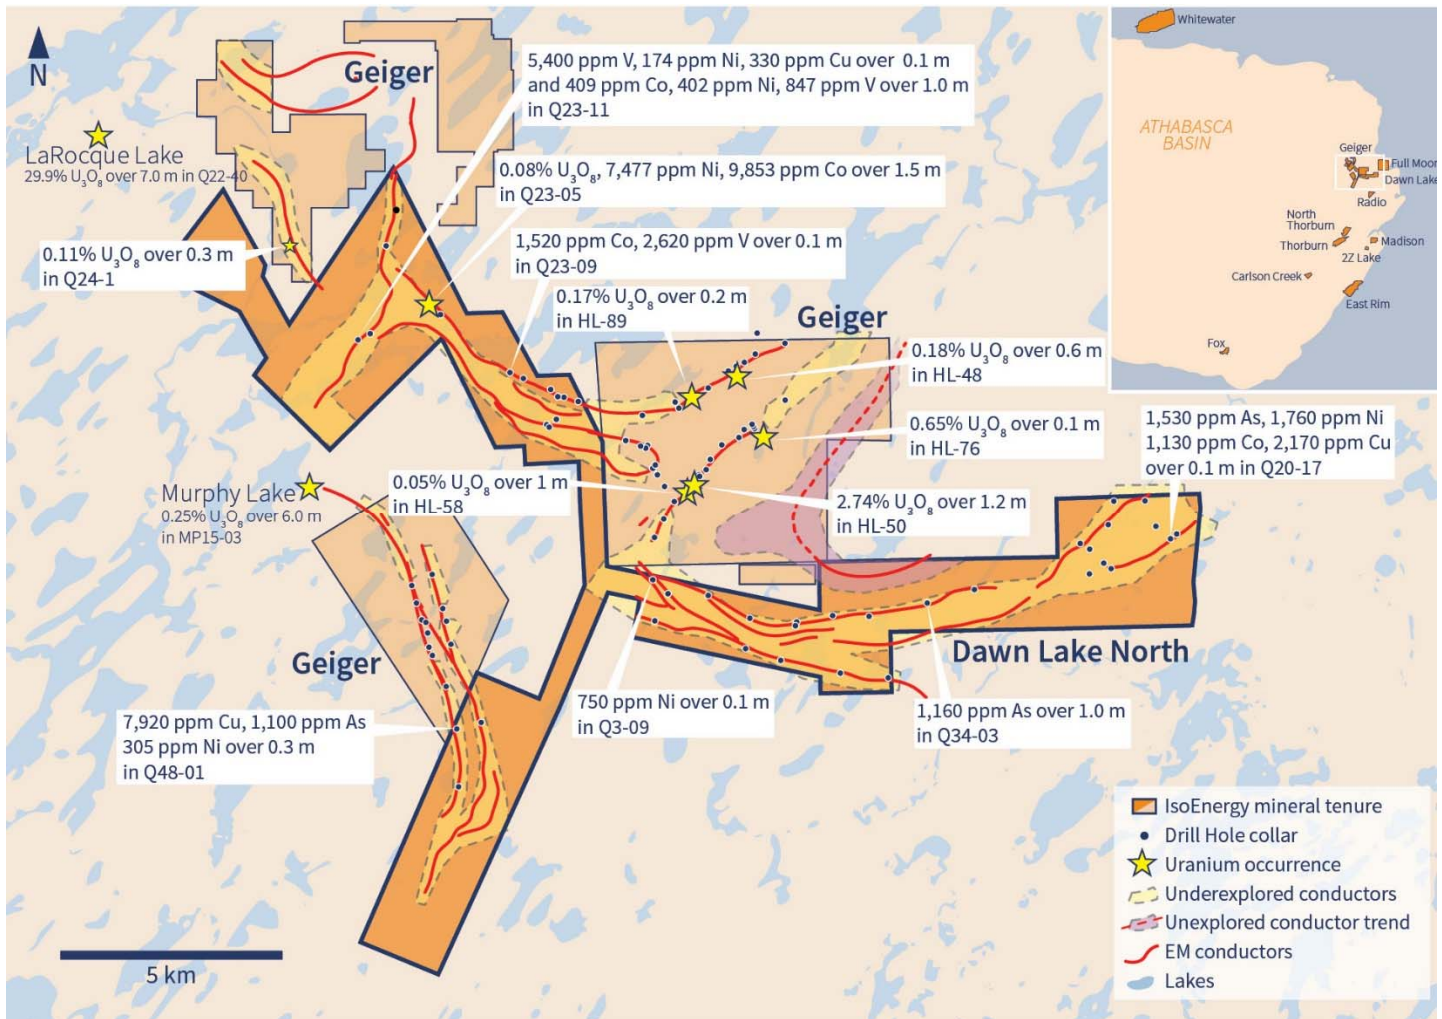 N
Geiger
5,400 ppm V, 174 ppm Ni, 330 ppm Cu over 0.1 m
and 409 ppm Co, 402 ppm Ni, 847 ppm V over 1.0 m
in Q23-11
LaRocque Lake
29.9% U₃O₈ over 7.0 m in Q22-40
0.08% U₃O₈, 7,477 ppm Ni, 9,853 ppm Co over 1.5 m
in Q23-05
0.11% U₃O₈ over 0.3 m
in Q24-1
1,520 ppm Co, 2,620 ppm V over 0.1 m
in Q23-09
0.17% U₃O₈ over 0.2 m
in HL-89
Geiger
0.18% U₃O₈ over 0.6 m
in HL-48
0.65% U₃O₈ over 0.1 m
in HL-76
1,530 ppm As, 1,760 ppm Ni
1,130 ppm Co, 2,170 ppm Cu
over 0.1 m in Q20-17
Murphy Lake
0.25% U₃O₈ over 6.0 m
in MP15-03
0.05% U₃O₈ over 1 m
in HL-58
2.74% U₃O₈ over 1.2 m
in HL-50
Geiger
Dawn Lake North
7,920 ppm Cu, 1,100 ppm As
305 ppm Ni over 0.3 m
in Q48-01
750 ppm Ni over 0.1 m
in Q3-09
1,160 ppm As over 1.0 m
in Q34-03
5 km
Whitewater
ATHABASCA
BASIN
Geiger
Full Moon
Dawn Lake
Radio
North
Thorburn
Thorburn
Madison
2Z Lake
Carlson Creek
East Rim
Fox
IsoEnergy mineral tenure
Drill Hole collar
Uranium occurrence
Underexplored conductors
Unexplored conductor trend
EM conductors
Lakes